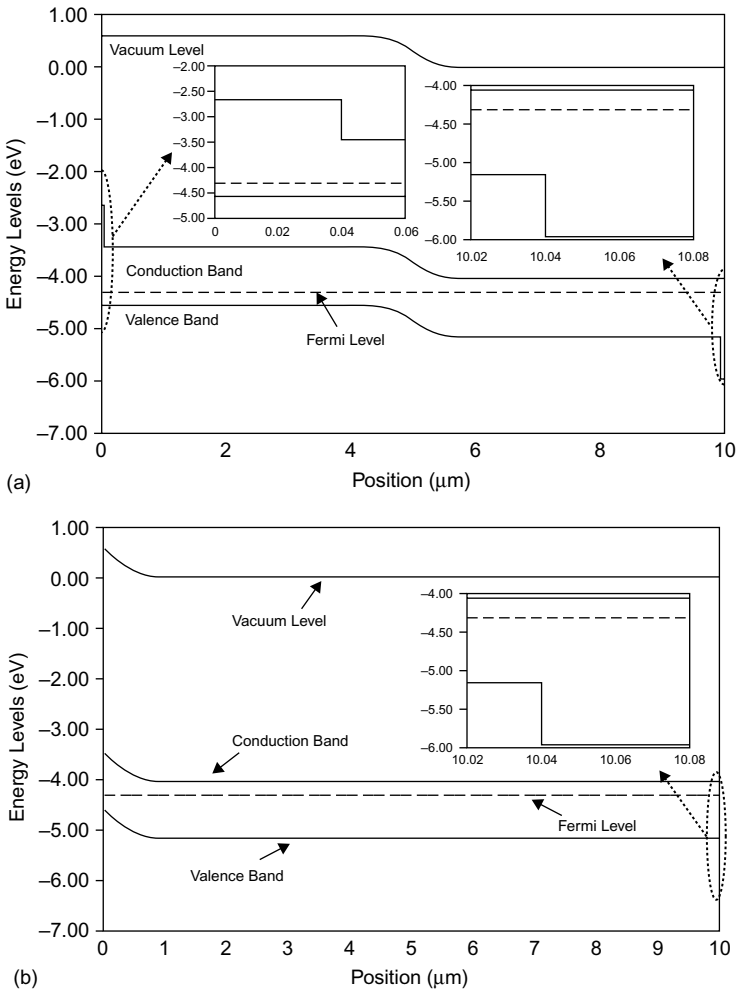 1.00
0.00
–1.00
–2.00
–3.00
–4.00
–5.00
–6.00
–7.00
Energy Levels (eV)
Vacuum Level
–2.00
–2.50
–3.00
–3.50
–4.00
–4.50
–5.00
0 0.02 0.04 0.06
–4.00
–4.50
–5.00
–5.50
–6.00
10.02 10.04 10.06 10.08
Conduction Band
Valence Band
Fermi Level
0 2 4 6 8 10
Position (μm)
(a)
1.00
0.00
–1.00
–2.00
–3.00
–4.00
–5.00
–6.00
–7.00
Energy Levels (eV)
Vacuum Level
–4.00
–4.50
–5.00
–5.50
–6.00
10.02 10.04 10.06 10.08
Conduction Band
Fermi Level
Valence Band
0 1 2 3 4 5 6 7 8 9 10
Position (μm)
(b)